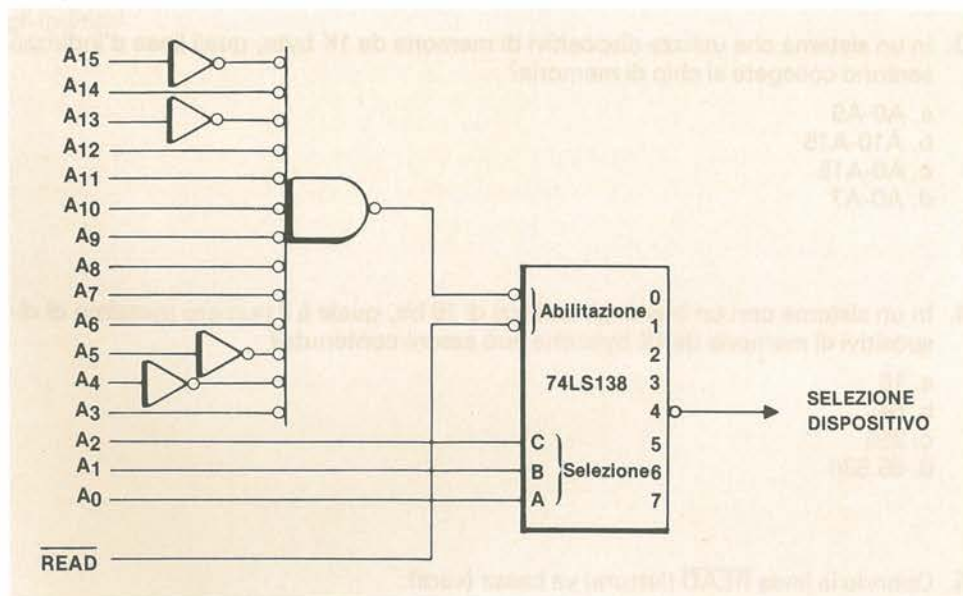 A15
A14
A13
A12
A11
A10
A9
A8
A7
A6
A5
A4
A3
A2
A1
A0
READ
Abilitazione
0
1
2
74LS138 3
4
SELEZIONE
DISPOSITIVO
5
C
B Selezione 6
A 7